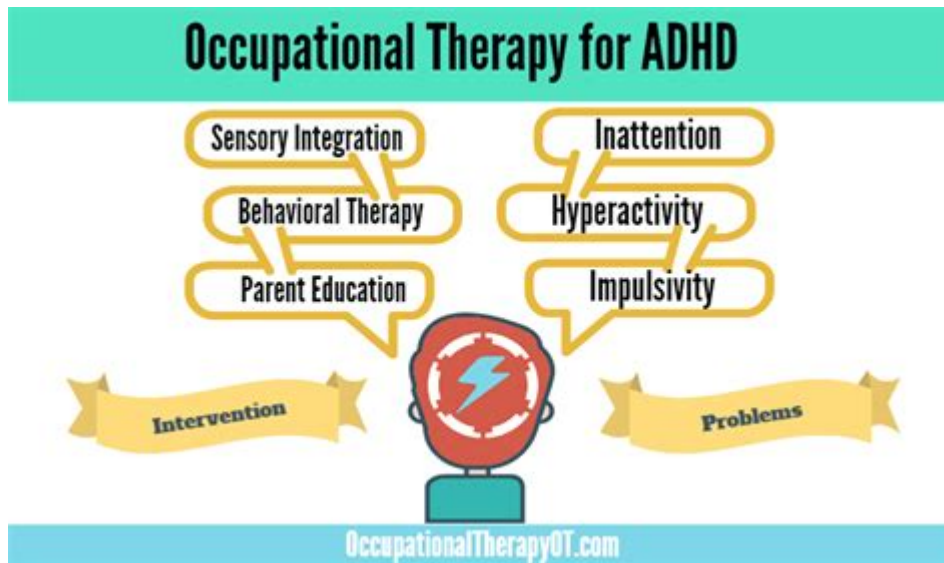 Occupational Therapy for ADHD
Sensory Integration
Behavioral Therapy
Parent Education
Inattention
Hyperactivity
Impulsivity
Intervention
Problems
OccupationalTherapyOT.com